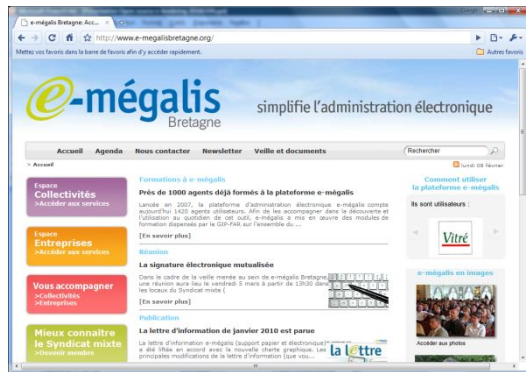 e-mégalis Bretagne: Acc...
http://www.e-megalisbretagne.org/
Mettez vos favoris dans la barre de favoris afin d'y accéder rapidement.
Autres favoris
e-mégalis
Bretagne
simplifie l'administration électronique
Accueil Agenda Nous contacter Newsletter Veille et documents
Rechercher
> Accueil
lundi 08 février
Espace
Collectivités
>Accéder aux services
Espace
Entreprises
>Accéder aux services
Vous accompagner
>Collectivités
>Entreprises
Mieux connaître
le Syndicat mixte
>Devenir membre
Formations à e-mégalis
Près de 1000 agents déjà formés à la plateforme e-mégalis
Lancée en 2007, la plateforme d'administration électronique e-mégalis compte
aujourd'hui 1420 agents utilisateurs. Afin de les accompagner dans la découverte et
l'utilisation au quotidien de cet outil, e-mégalis a mis en œuvre des modules de
formation dispensés par le GIP-FAR sur l'ensemble du ...
[En savoir plus]
Réunion
La signature électronique mutualisée
Dans le cadre de la veille menée au sein de e-mégalis Bretagne,
une réunion aura lieu le vendredi 5 mars à partir de 13h30 dans
les locaux du Syndicat mixte (
[En savoir plus]
Publication
La lettre d'information de janvier 2010 est parue
La lettre d'information e-mégalis (support papier et électronique)
a été filiée en accord avec la nouvelle charte graphique. Les
principales modifications de la lettre d'information (que vou...
la lettre
Comment utiliser
la plateforme e-mégalis
Ils sont utilisateurs :
Vitré
e-mégalis en images
Accéder aux photos